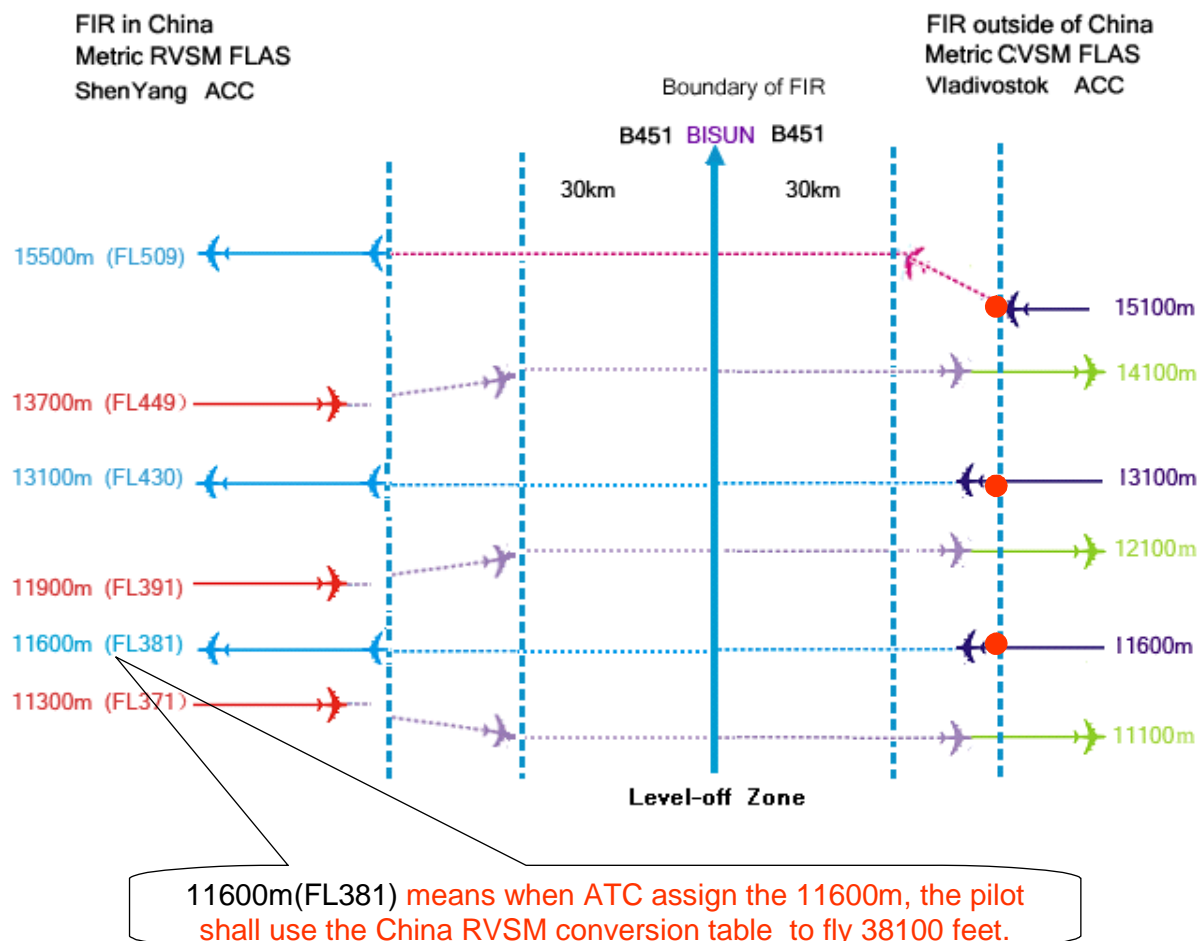 FIR in China
Metric RVSM FLAS
ShenYang ACC
FIR outside of China
Metric CVSM FLAS
Vladivostok ACC
Boundary of FIR
B451 BISUN B451
30km
30km
15500m (FL509)
15100m
13700m (FL449)
14100m
13100m (FL430)
13100m
11900m (FL391)
12100m
11600m (FL381)
11600m
11300m (FL371)
11100m
Level-off Zone
11600m(FL381) means when ATC assign the 11600m, the pilot
shall use the China RVSM conversion table to fly 38100 feet.